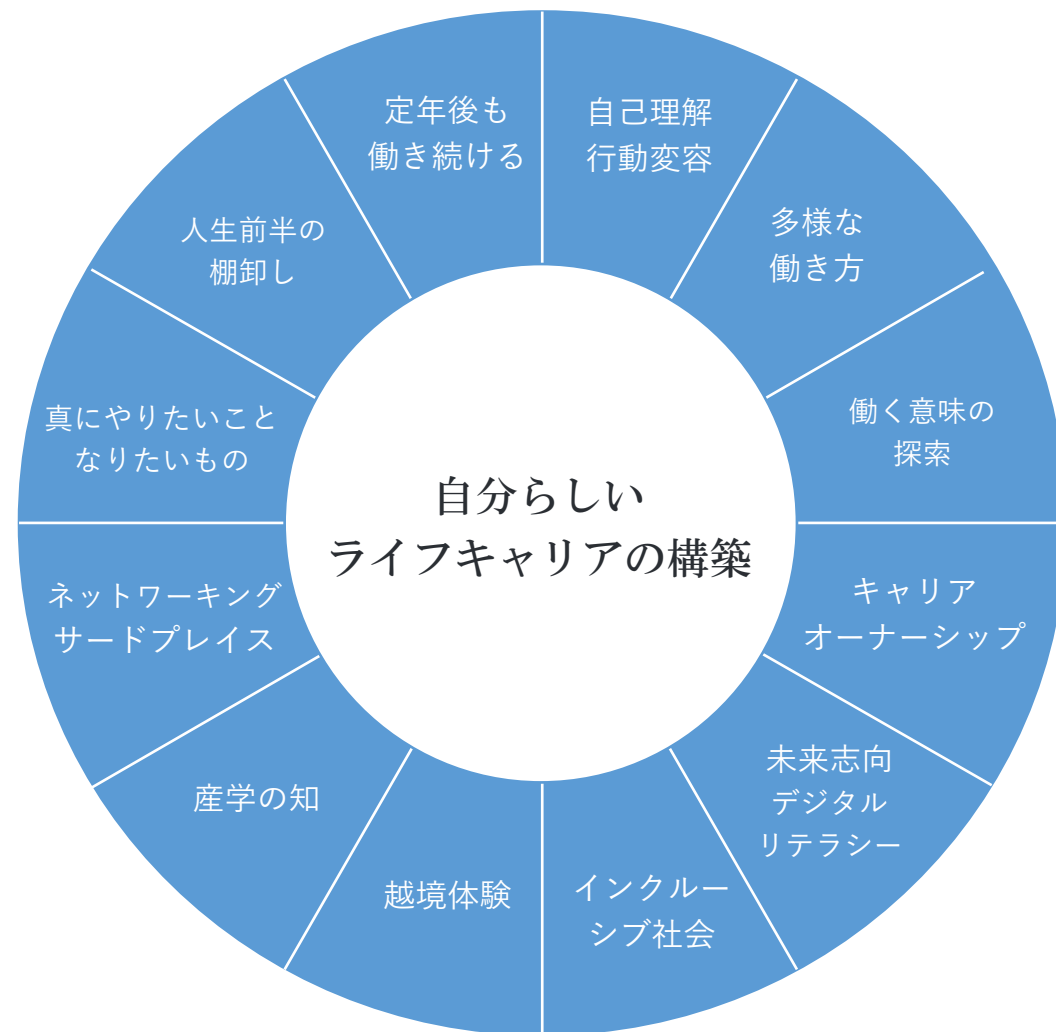 定年後も
働き続ける
自己理解
行動変容
多様な
働き方
働く意味の
探索
キャリア
オーナーシップ
未来志向
デジタル
リテラシー
インクルー
シブ社会
越境体験
産学の知
ネットワーキング
サードプレイス
真にやりたいこと
なりたいもの
人生前半の
棚卸し
自分らしい
ライフキャリアの構築